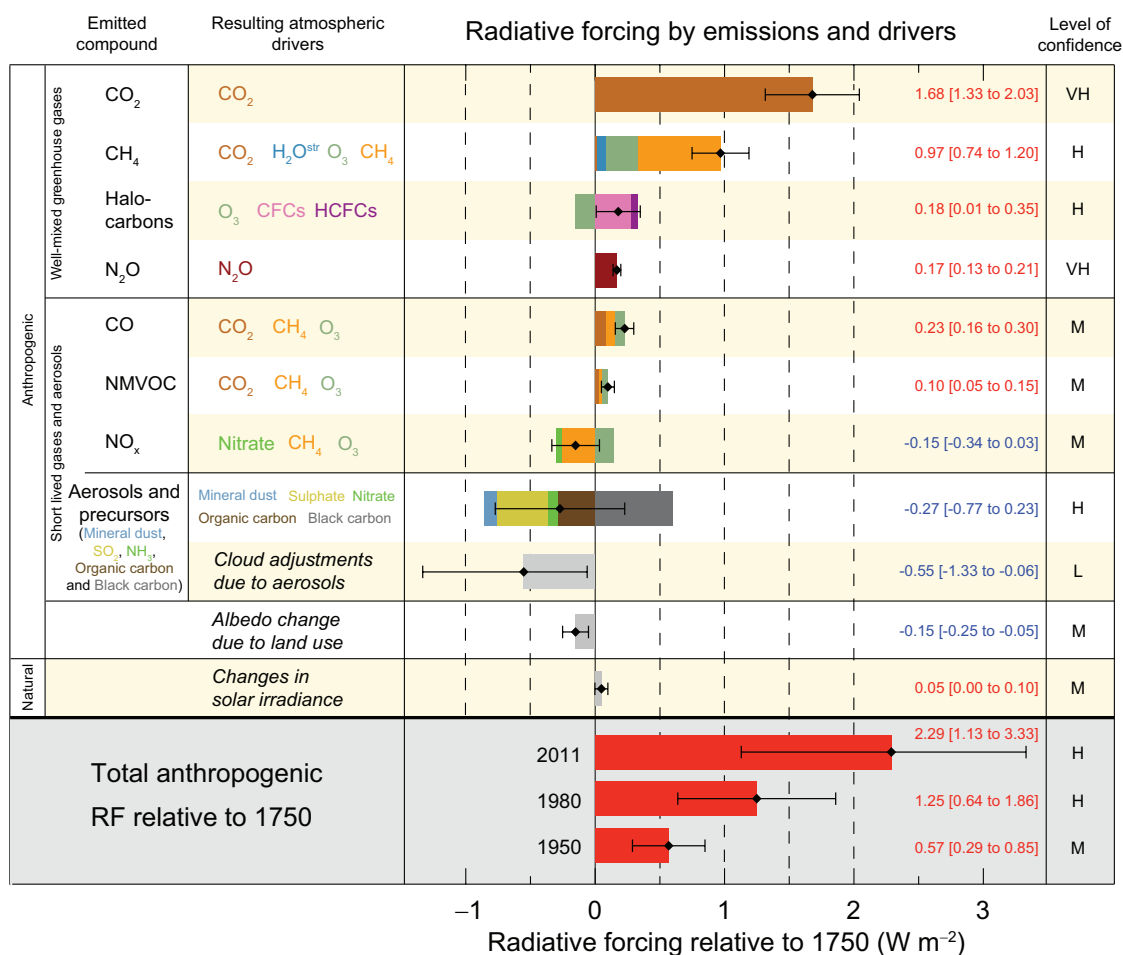 Emitted compound
Resulting atmospheric drivers
Radiative forcing by emissions and drivers
Level of confidence
Anthropogenic
Well-mixed greenhouse gases
CO₂
CO₂
1.68 [1.33 to 2.03]
VH
CH₄
CO₂ H₂Oˢᵗʳ O₃ CH₄
0.97 [0.74 to 1.20]
H
Halo-
carbons
O₃ CFCs HCFCs
0.18 [0.01 to 0.35]
H
N₂O
N₂O
0.17 [0.13 to 0.21]
VH
Short lived gases and aerosols
CO
CO₂ CH₄ O₃
0.23 [0.16 to 0.30]
M
NMVOC
CO₂ CH₄ O₃
0.10 [0.05 to 0.15]
M
NOₓ
Nitrate CH₄ O₃
-0.15 [-0.34 to 0.03]
M
Aerosols and
precursors
(Mineral dust,
SO₂, NH₃,
Organic carbon
and Black carbon)
Mineral dust Sulphate Nitrate
Organic carbon Black carbon
-0.27 [-0.77 to 0.23]
H
Cloud adjustments
due to aerosols
-0.55 [-1.33 to -0.06]
L
Albedo change
due to land use
-0.15 [-0.25 to -0.05]
M
Natural
Changes in
solar irradiance
0.05 [0.00 to 0.10]
M
Total anthropogenic
RF relative to 1750
2011
2.29 [1.13 to 3.33]
H
1980
1.25 [0.64 to 1.86]
H
1950
0.57 [0.29 to 0.85]
M
−1 0 1 2 3
Radiative forcing relative to 1750 (W m⁻²)